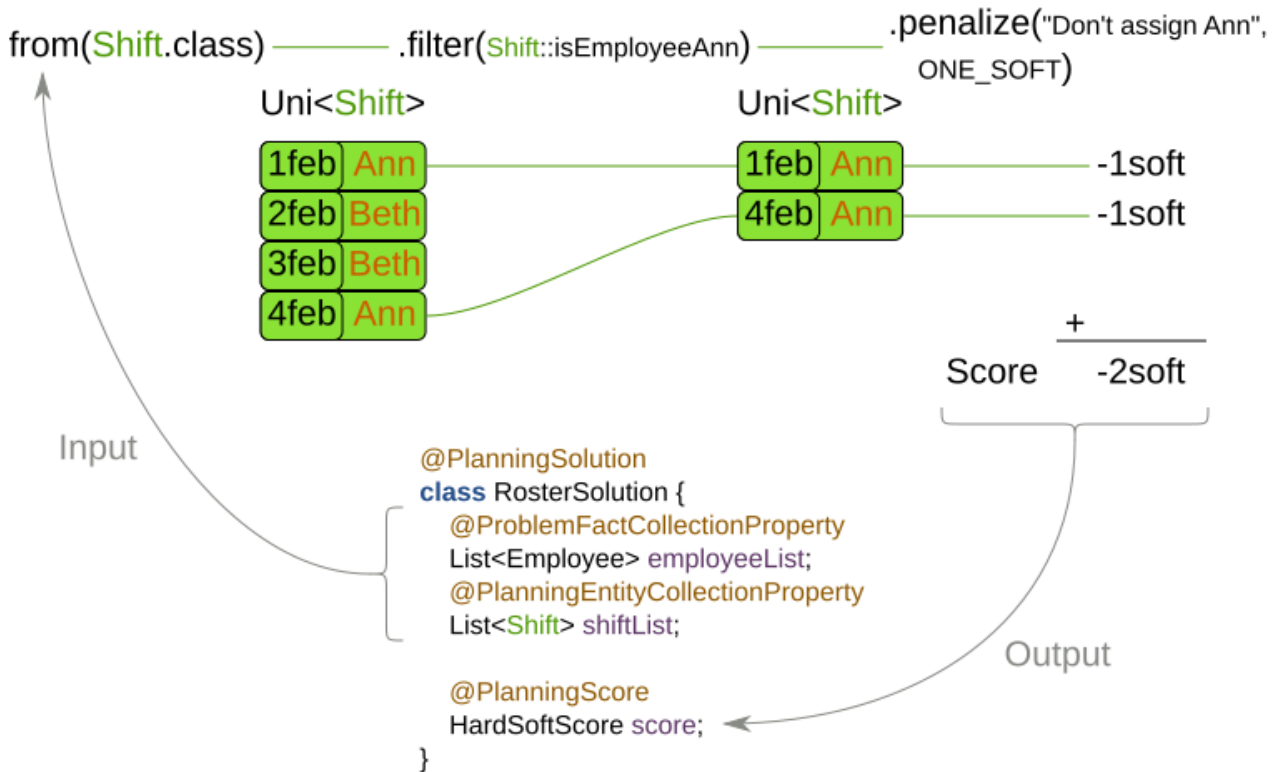 from(Shift.class) .filter(Shift::isEmployeeAnn) .penalize("Don't assign Ann",
ONE_SOFT)
Uni<Shift> Uni<Shift>
1feb Ann 1feb Ann -1soft
2feb Beth 4feb Ann -1soft
3feb Beth
4feb Ann
+
Score -2soft
Input
@PlanningSolution
class RosterSolution {
@ProblemFactCollectionProperty
List<Employee> employeeList;
@PlanningEntityCollectionProperty
List<Shift> shiftList;
Output
@PlanningScore
HardSoftScore score;
}